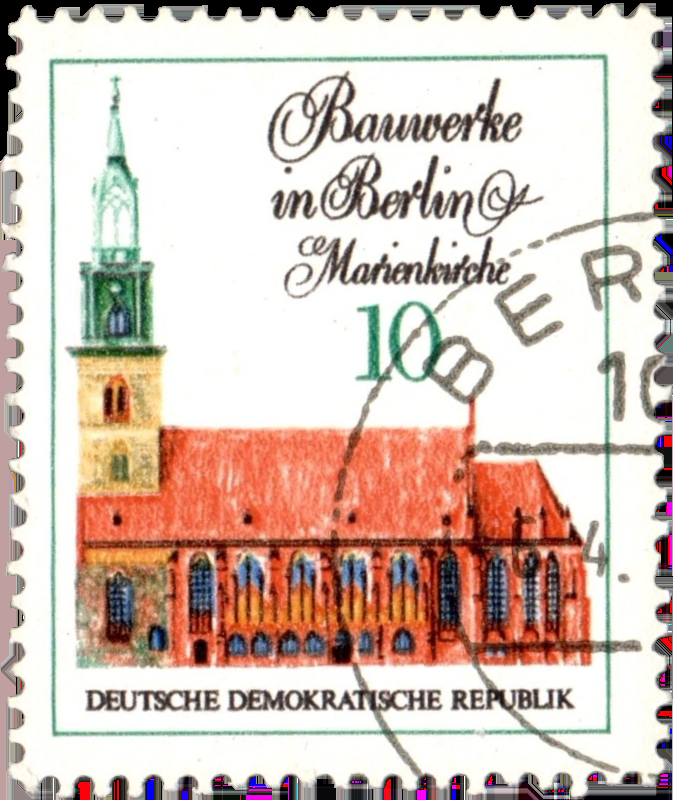 Bauwerke
in Berlin
Marienkirche
10
BER
10
4.
DEUTSCHE DEMOKRATISCHE REPUBLIK